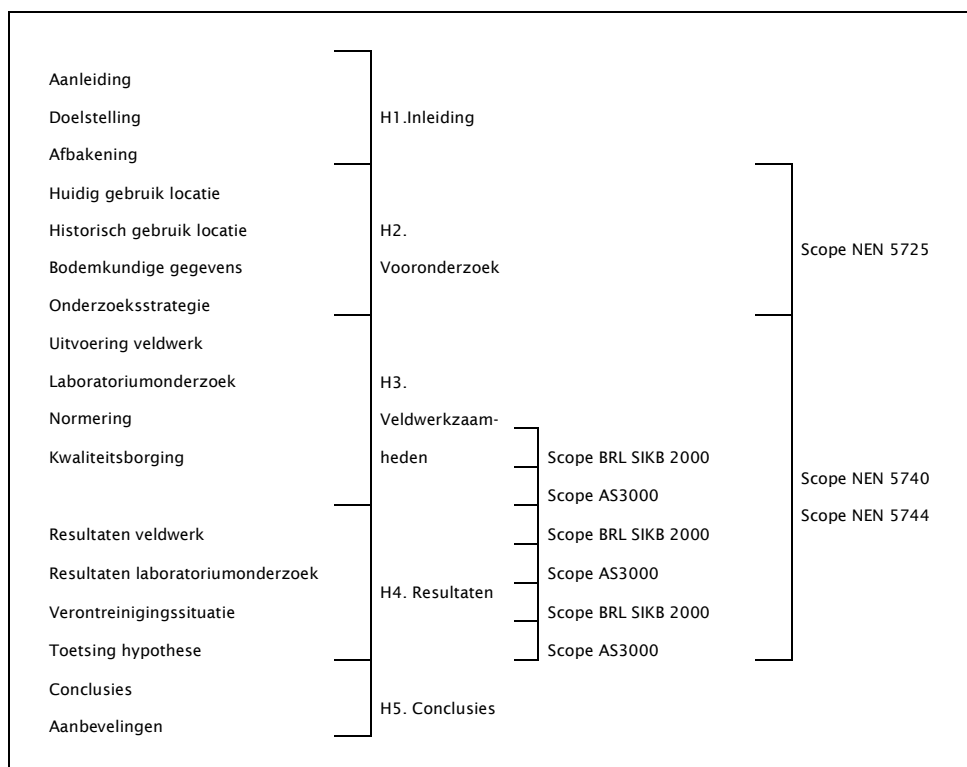 Aanleiding
Doelstelling
H1.Inleiding
Afbakening
Huidig gebruik locatie
Historisch gebruik locatie
H2.
Scope NEN 5725
Bodemkundige gegevens
Vooronderzoek
Onderzoeksstrategie
Uitvoering veldwerk
Laboratoriumonderzoek
H3.
Normering
Veldwerkzaam-
Kwaliteitsborging
heden
Scope BRL SIKB 2000
Scope NEN 5740
Scope AS3000
Scope NEN 5744
Resultaten veldwerk
Scope BRL SIKB 2000
Resultaten laboratoriumonderzoek
Scope AS3000
H4. Resultaten
Verontreinigingssituatie
Scope BRL SIKB 2000
Toetsing hypothese
Scope AS3000
Conclusies
H5. Conclusies
Aanbevelingen